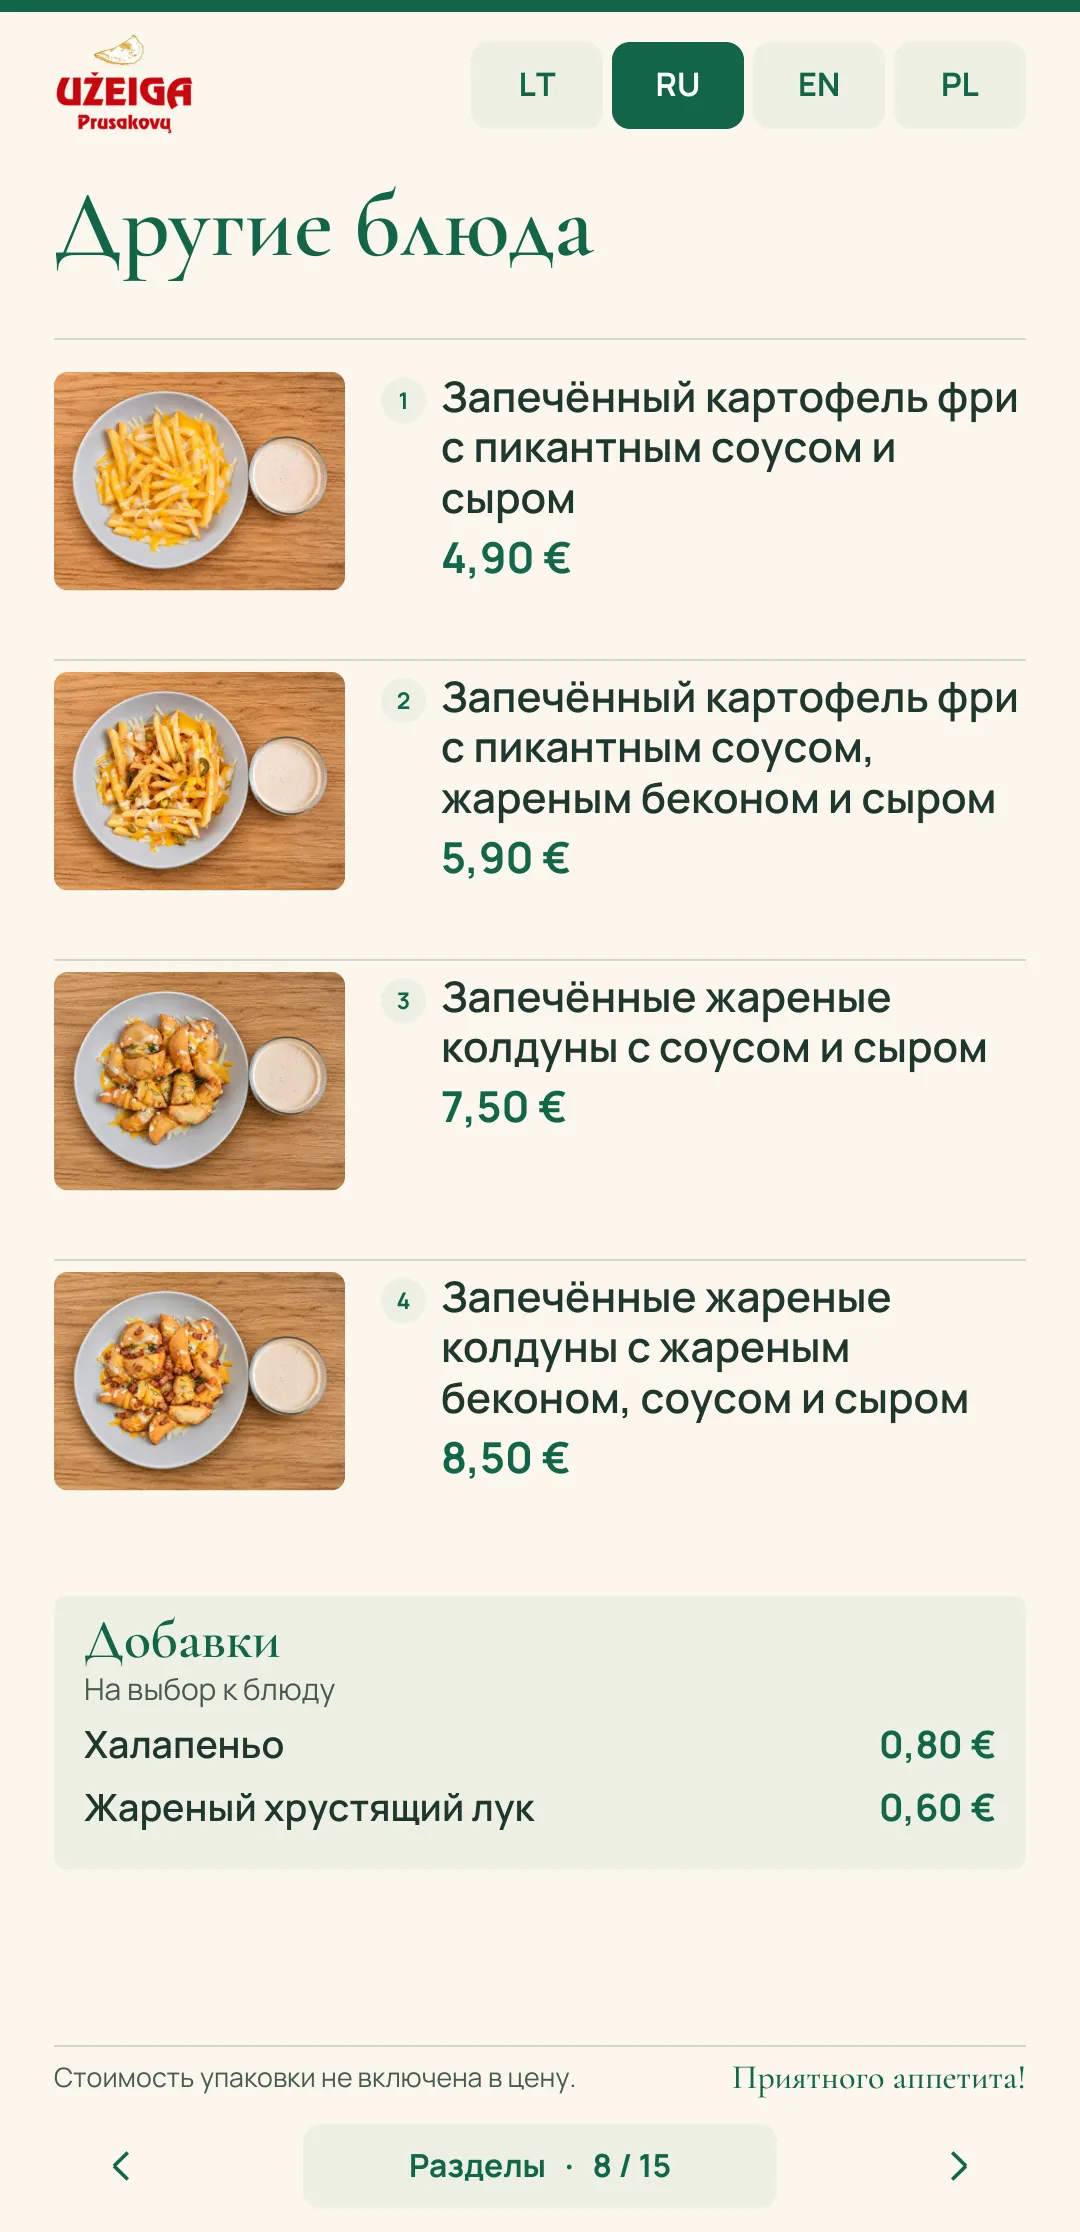 UŽEIGA
Prusakovų
LT
RU
EN
PL
Другие блюда
1
Запечённый картофель фри
с пикантным соусом и
сыром
4,90 €
2
Запечённый картофель фри
с пикантным соусом,
жареным беконом и сыром
5,90 €
3
Запечённые жареные
колдуны с соусом и сыром
7,50 €
4
Запечённые жареные
колдуны с жареным
беконом, соусом и сыром
8,50 €
Добавки
На выбор к блюду
Халапеньо 0,80 €
Жареный хрустящий лук 0,60 €
Стоимость упаковки не включена в цену.
Приятного аппетита!
Разделы · 8 / 15